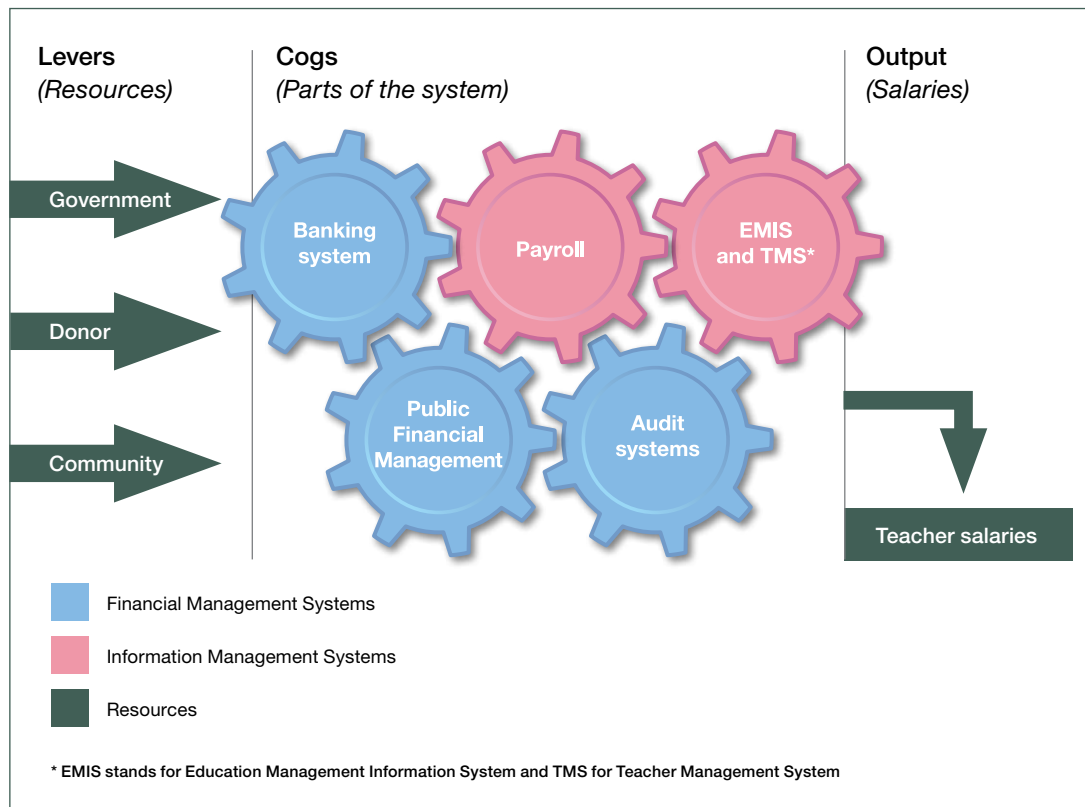 Levers
(Resources)
Cogs
(Parts of the system)
Output
(Salaries)
Government
Donor
Community
Banking
system
Payroll
EMIS
and TMS*
Public
Financial
Management
Audit
systems
Teacher salaries
Financial Management Systems
Information Management Systems
Resources
* EMIS stands for Education Management Information System and TMS for Teacher Management System